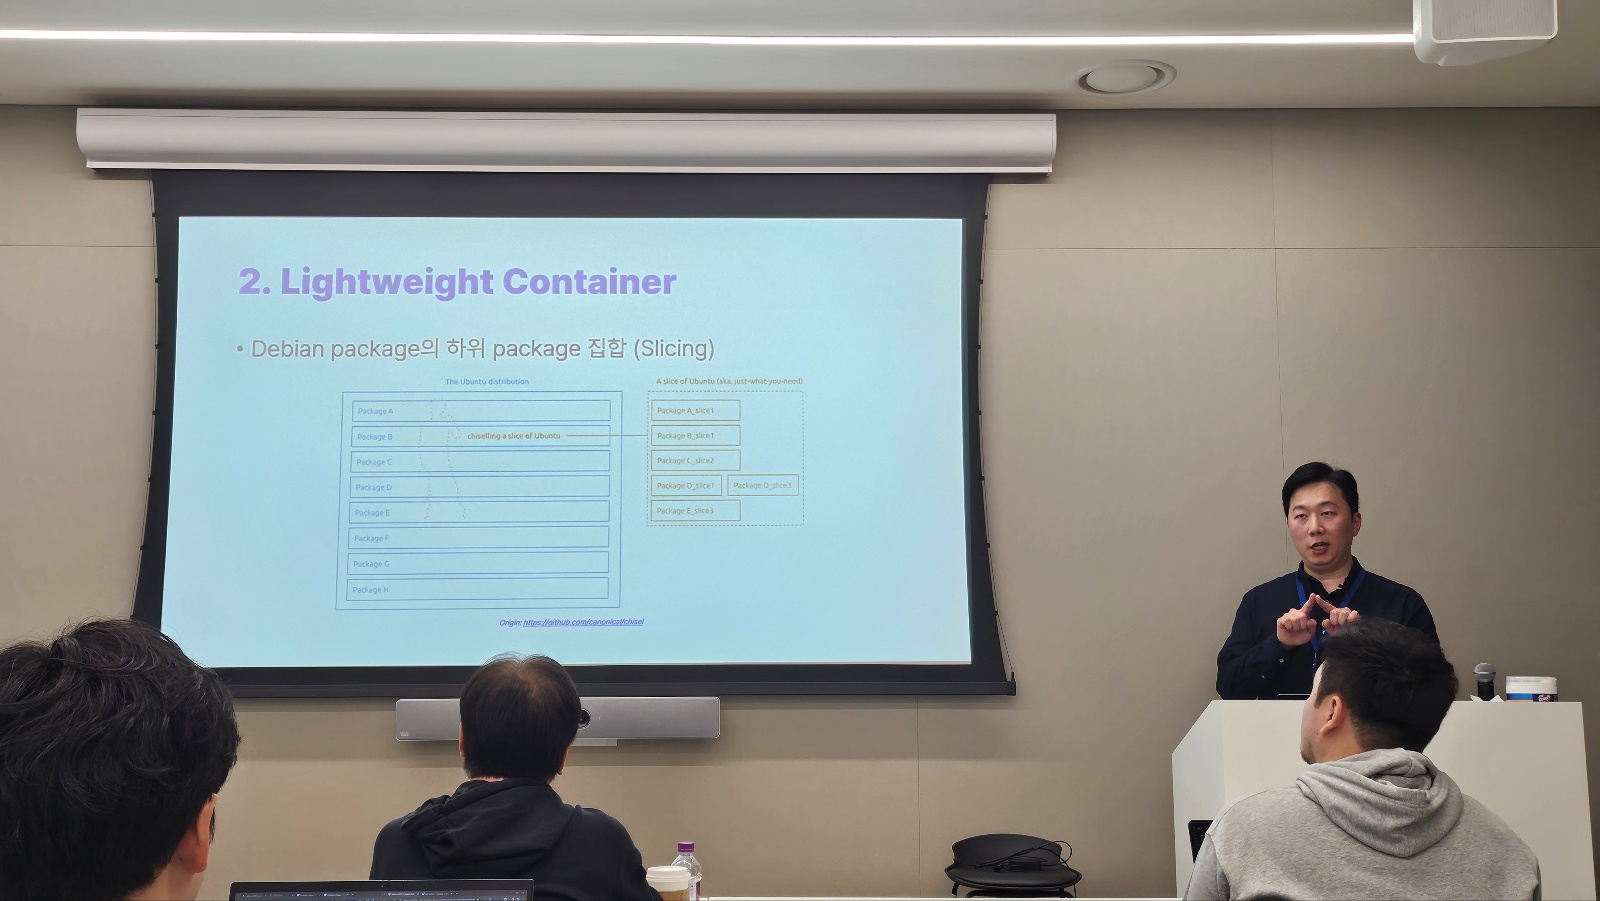 2. Lightweight Container
• Debian package의 하위 package 집합 (Slicing)
The Ubuntu distribution
Package A
Package B
chiselling a slice of Ubuntu
Package C
Package D
Package E
Package F
Package G
Package H
A slice of Ubuntu (aka, just-what-you-need)
Package A_slice1
Package B_slice1
Package C_slice2
Package D_slice1
Package D_slice3
Package E_slice3
Origin: https://github.com/canonical/chisel